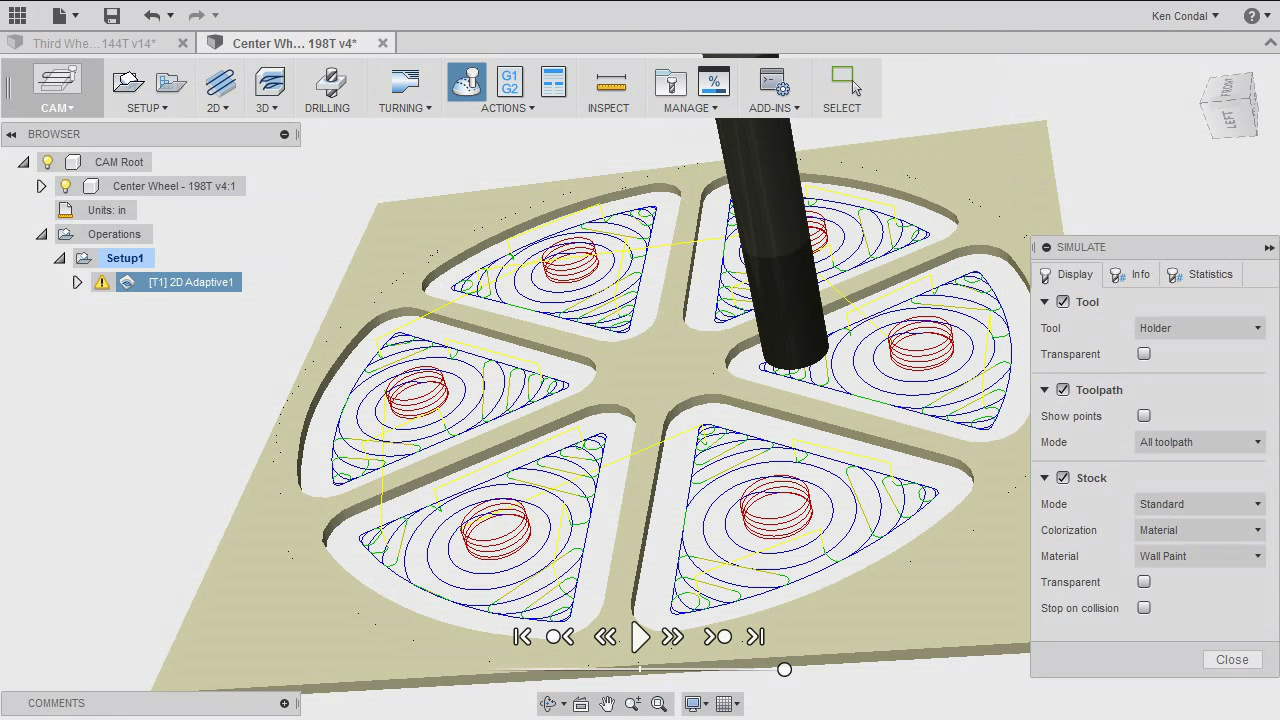 Ken Condal
Third Whe...144T v14*
Center Wh... 198T v4*
G1
G2
%
CAM
SETUP
2D
3D
DRILLING
TURNING
ACTIONS
INSPECT
MANAGE
ADD-INS
SELECT
FRONT
LEFT
BROWSER
CAM Root
Center Wheel - 198T v4:1
Units: in
Operations
Setup1
[T1] 2D Adaptive1
SIMULATE
Display
Info
Statistics
Tool
Tool
Holder
Transparent
Toolpath
Show points
Mode
All toolpath
Stock
Mode
Standard
Colorization
Material
Material
Wall Paint
Transparent
Stop on collision
Close
COMMENTS